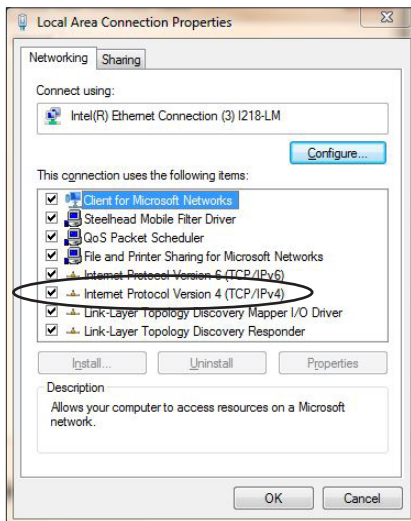 Local Area Connection Properties
Networking
Sharing
Connect using:
Intel(R) Ethernet Connection (3) I218-LM
Configure...
This connection uses the following items:
Client for Microsoft Networks
Steelhead Mobile Filter Driver
QoS Packet Scheduler
File and Printer Sharing for Microsoft Networks
Internet Protocol Version 6 (TCP/IPv6)
Internet Protocol Version 4 (TCP/IPv4)
Link-Layer Topology Discovery Mapper I/O Driver
Link-Layer Topology Discovery Responder
Install...
Uninstall
Properties
Description
Allows your computer to access resources on a Microsoft
network.
OK
Cancel